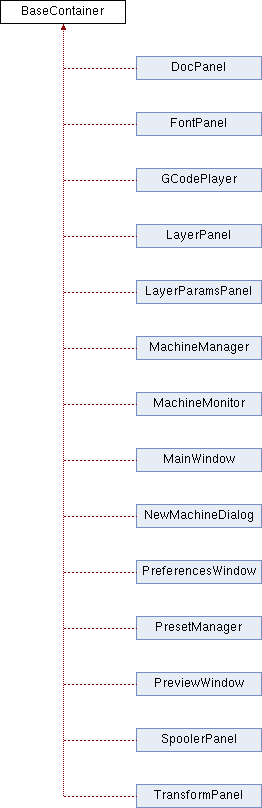 BaseContainer
DocPanel
FontPanel
GCodePlayer
LayerPanel
LayerParamsPanel
MachineManager
MachineMonitor
MainWindow
NewMachineDialog
PreferencesWindow
PresetManager
PreviewWindow
SpoolerPanel
TransformPanel